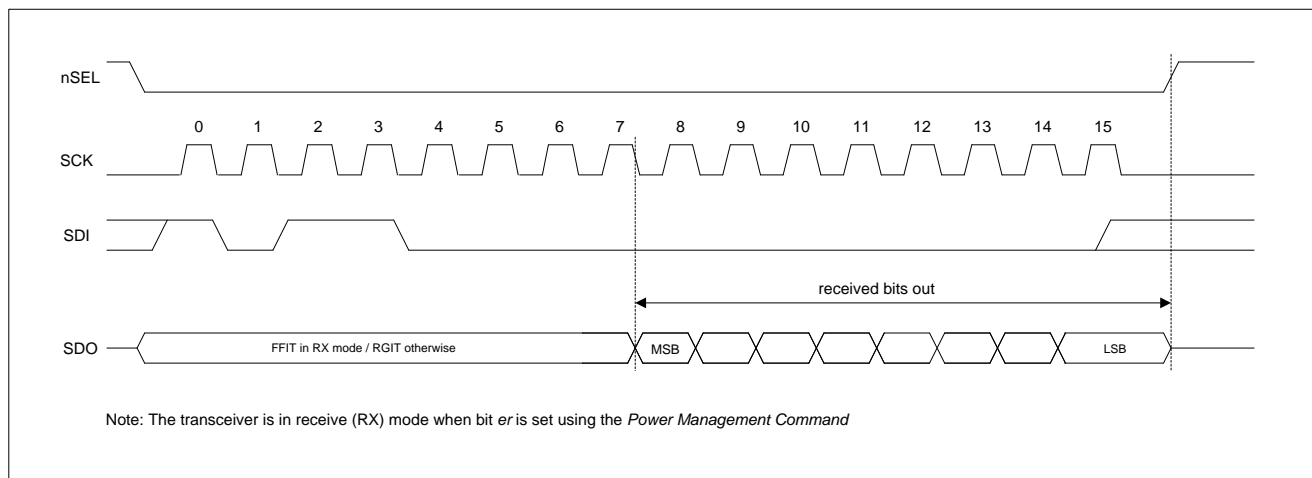 nSEL
0 1 2 3 4 5 6 7 8 9 10 11 12 13 14 15
SCK
SDI
received bits out
SDO FFIT in RX mode / RGIT otherwise MSB LSB
Note: The transceiver is in receive (RX) mode when bit er is set using the Power Management Command